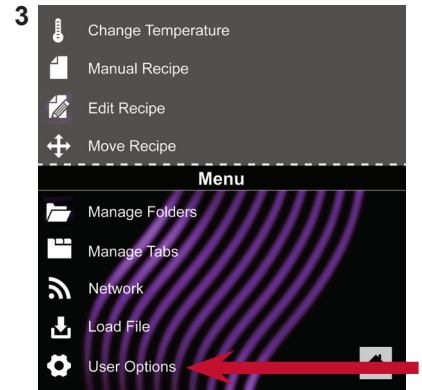 3
Change Temperature
Manual Recipe
Edit Recipe
Move Recipe
Menu
Manage Folders
Manage Tabs
Network
Load File
User Options